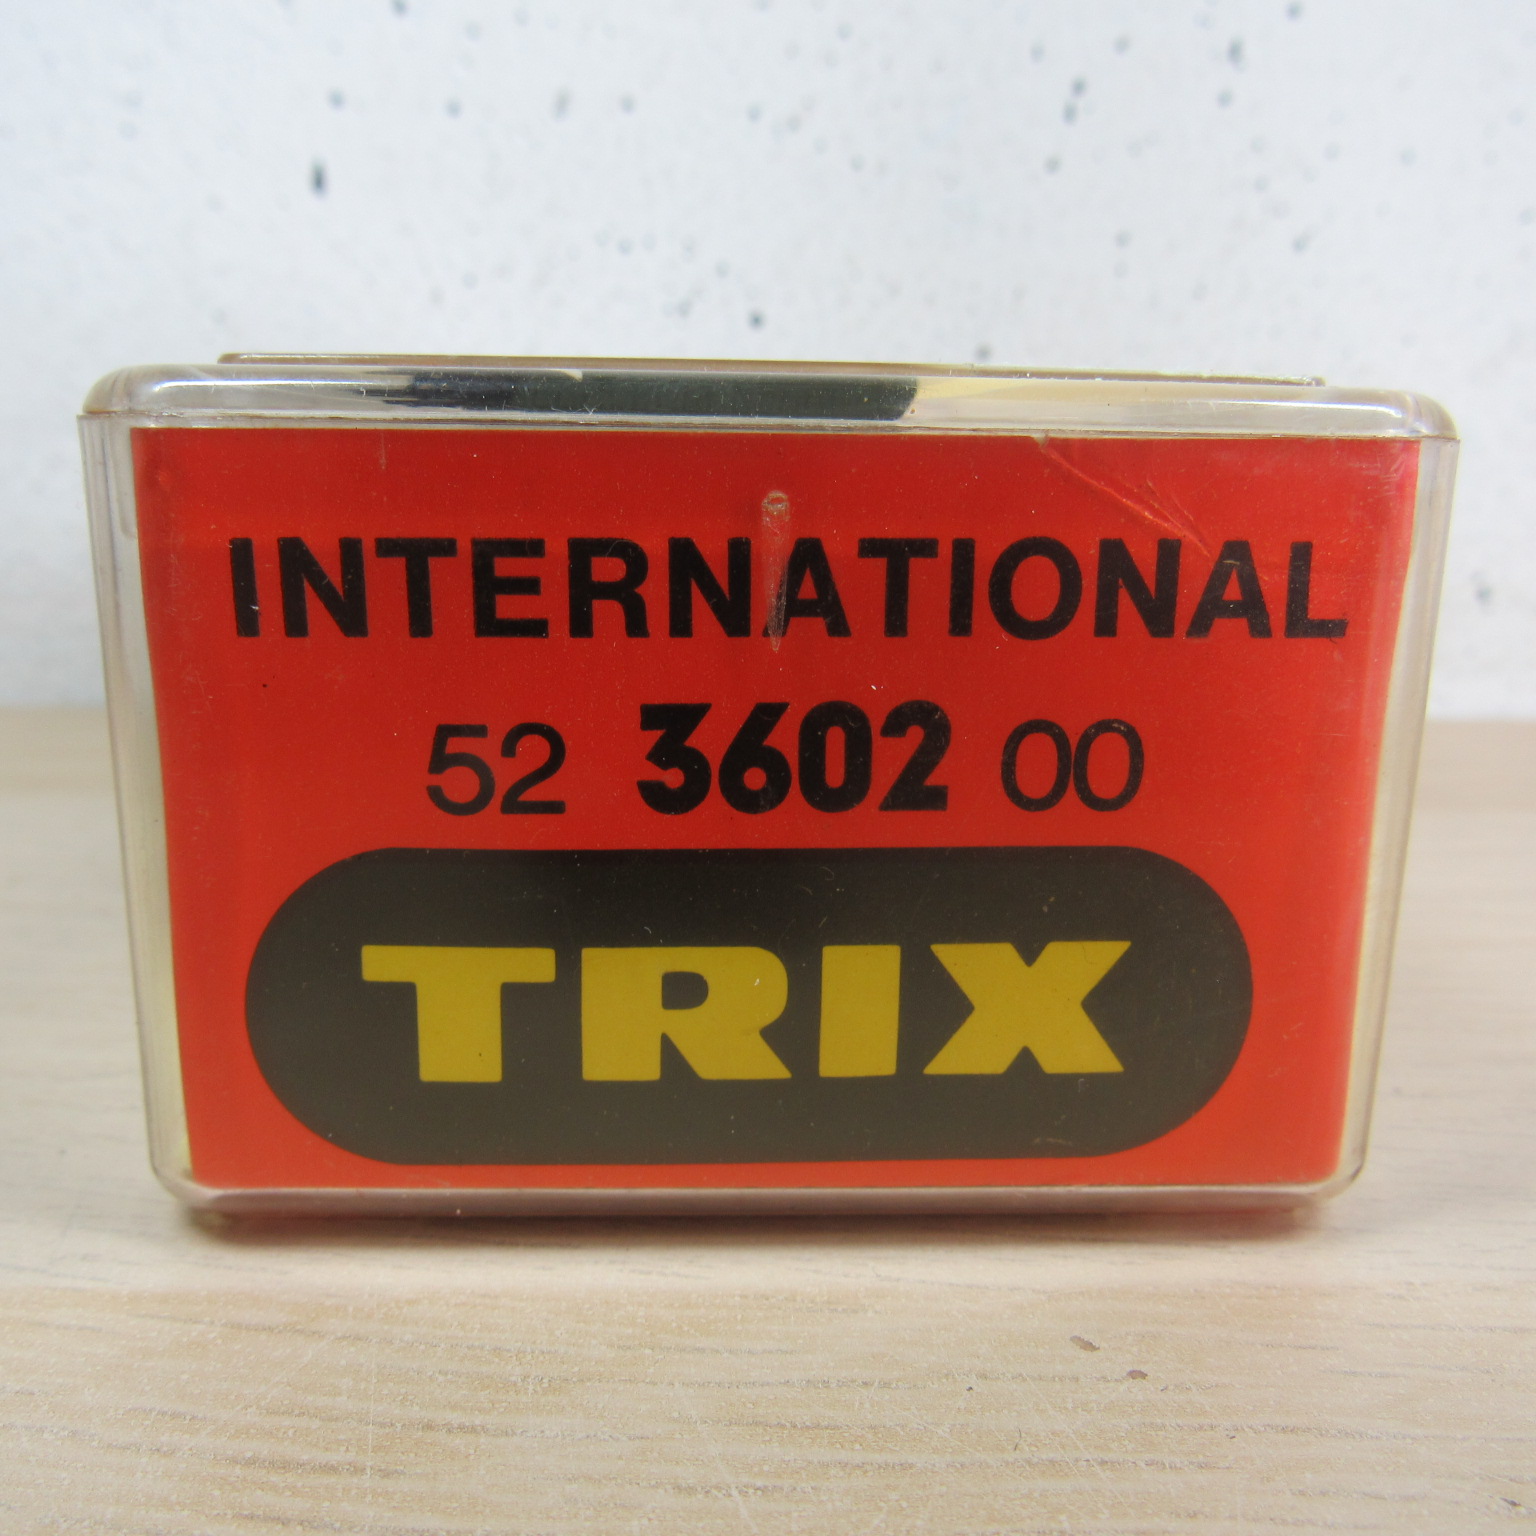 INTERNATIONAL
52 3602 00
TRIX